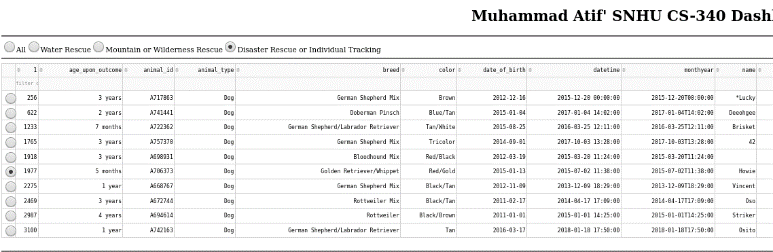 Muhammad Atif' SNHU CS-340 Dash
All Water Rescue Mountain or Wilderness Rescue Disaster Rescue or Individual Tracking
1 age_upon_outcome animal_id animal_type breed color date_of_birth datetime monthyear name
filter
256 3 years A717863 Dog German Shepherd Mix Brown 2012-12-16 2015-12-20 00:00:00 2015-12-20T00:00:00 *Lucky
622 2 years A741441 Dog Doberman Pinsch Blue/Tan 2015-01-04 2017-01-04 14:02:00 2017-01-04T14:02:00 Oooohgee
1233 7 months A722362 Dog German Shepherd/Labrador Retriever Tan/White 2015-08-25 2016-03-25 12:11:00 2016-03-25T12:11:00 Brisket
1765 3 years A757370 Dog German Shepherd Mix Tricolor 2014-09-01 2017-10-03 13:28:00 2017-10-03T13:28:00 42
1918 3 years A698931 Dog Bloodhound Mix Red/Black 2012-03-19 2015-03-20 11:24:00 2015-03-20T11:24:00
1977 5 months A706373 Dog Golden Retriever/Whippet Red/Gold 2015-01-13 2015-07-02 11:38:00 2015-07-02T11:38:00 Howie
2275 1 year A668767 Dog German Shepherd Mix Black/Tan 2012-11-09 2013-12-09 18:29:00 2013-12-09T18:29:00 Vincent
2469 3 years A672744 Dog Rottweiler Mix Black/Tan 2011-02-17 2014-04-17 17:09:00 2014-04-17T17:09:00 Oso
2987 4 years A694614 Dog Rottweiler Black/Brown 2011-01-01 2015-01-01 14:25:00 2015-01-01T14:25:00 Striker
3100 1 year A742163 Dog German Shepherd/Labrador Retriever Tan 2016-03-17 2018-01-18 17:50:00 2018-01-18T17:50:00 Osito